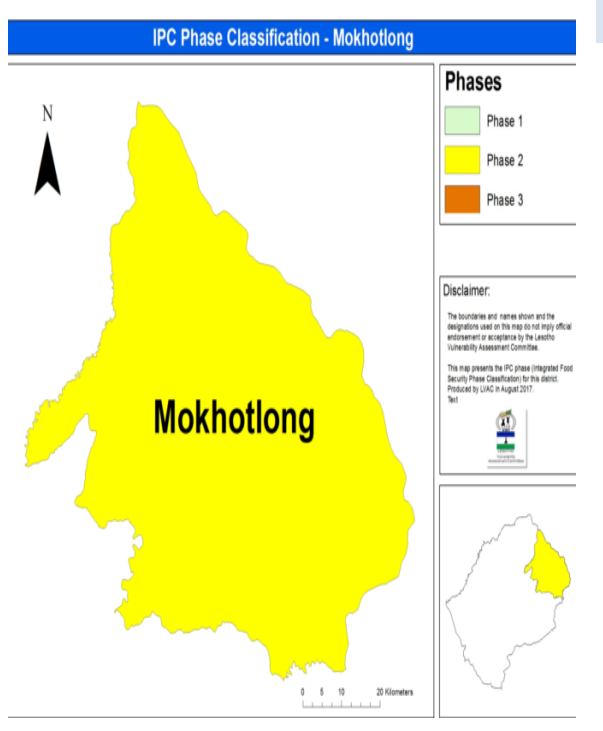 IPC Phase Classification - Mokhotlong
N
Mokhotlong
0 5 10 20 Kilometers
Phases
Phase 1
Phase 2
Phase 3
Disclaimer:
The boundaries and names shown and the
designations used on this map do not imply official
endorsement or acceptance by the Lesotho
Vulnerability Assessment Committee.
This map presents the IPC phase (Integrated Food
Security Phase Classification) for this district.
Produced by LVAC in August 2017.
Text